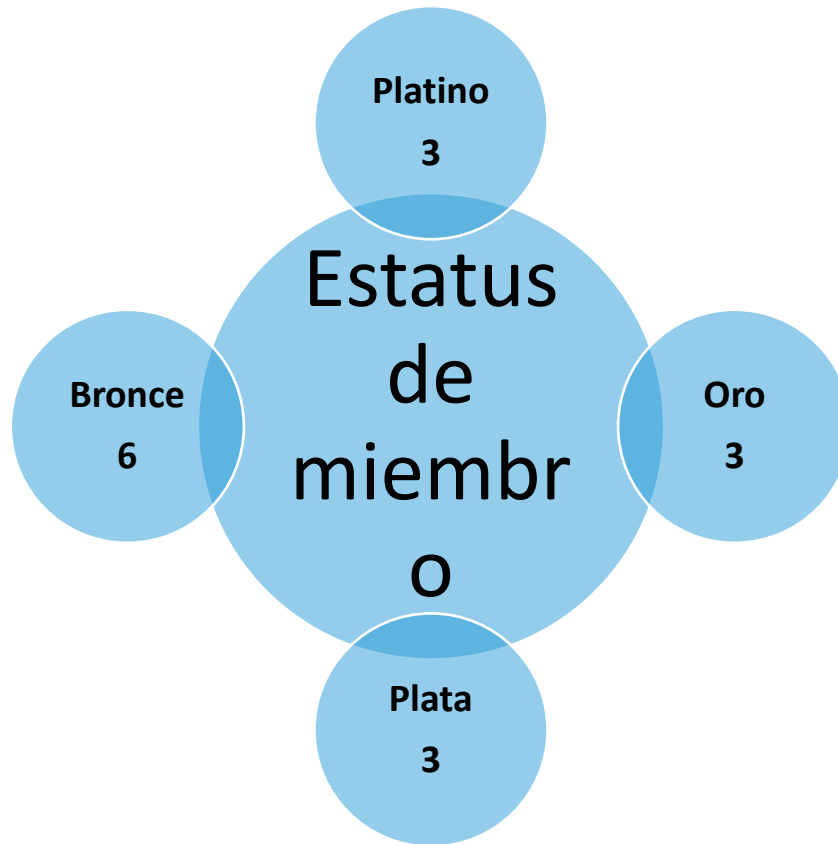 Platino
3
Estatus
de
miembr
o
Bronce
6
Oro
3
Plata
3